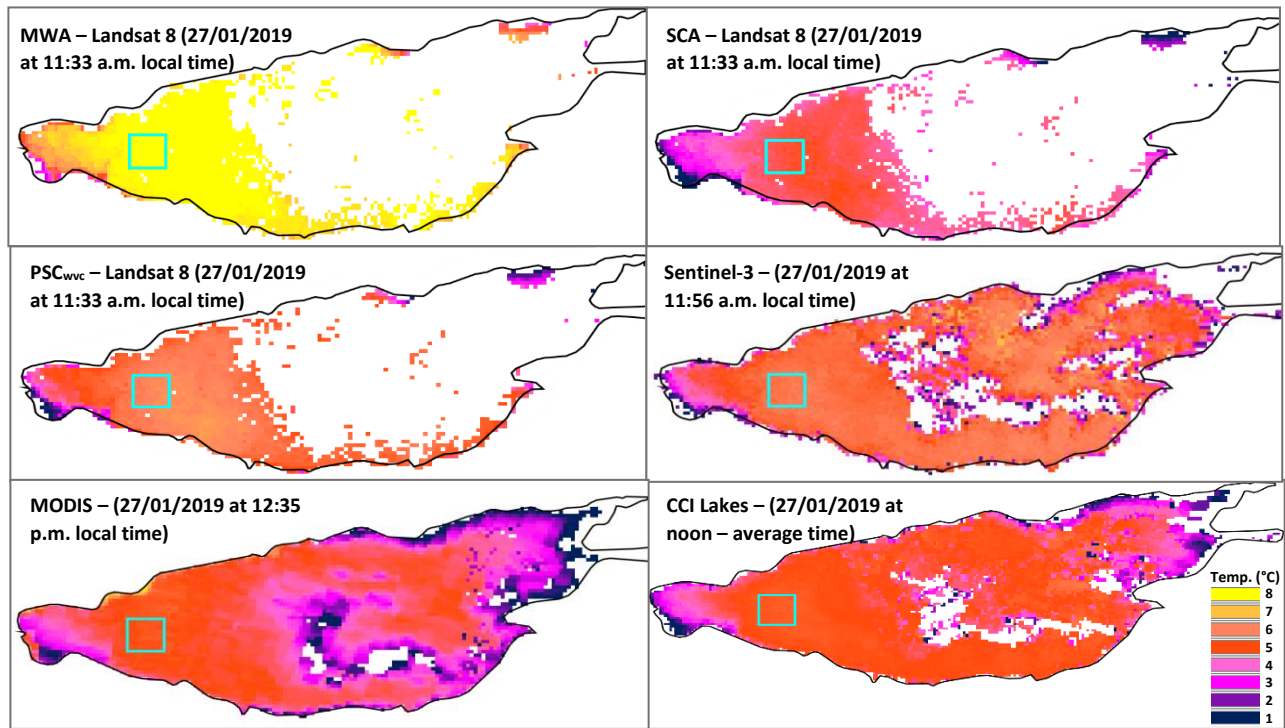 MWA – Landsat 8 (27/01/2019
at 11:33 a.m. local time)
SCA – Landsat 8 (27/01/2019
at 11:33 a.m. local time)
PSCwvc – Landsat 8 (27/01/2019
at 11:33 a.m. local time)
Sentinel-3 – (27/01/2019 at
11:56 a.m. local time)
MODIS – (27/01/2019 at 12:35
p.m. local time)
CCI Lakes – (27/01/2019 at
noon – average time)
Temp. (°C)
8
7
6
5
4
3
2
1